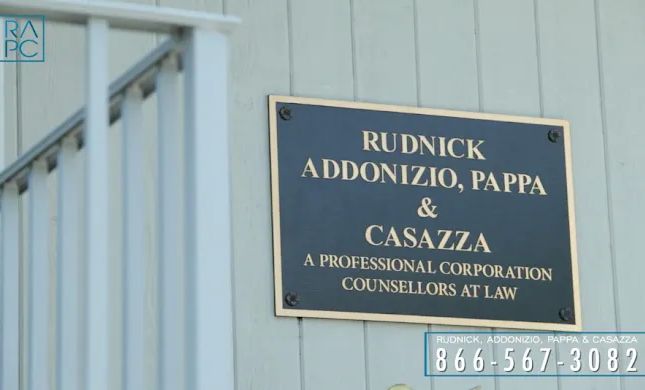 RA
PC
RUDNICK
ADDONIZIO, PAPPA
&
CASAZZA
A PROFESSIONAL CORPORATION
COUNSELLORS AT LAW
RUDNICK, ADDONIZIO, PAPPA & CASAZZA
866-567-3082